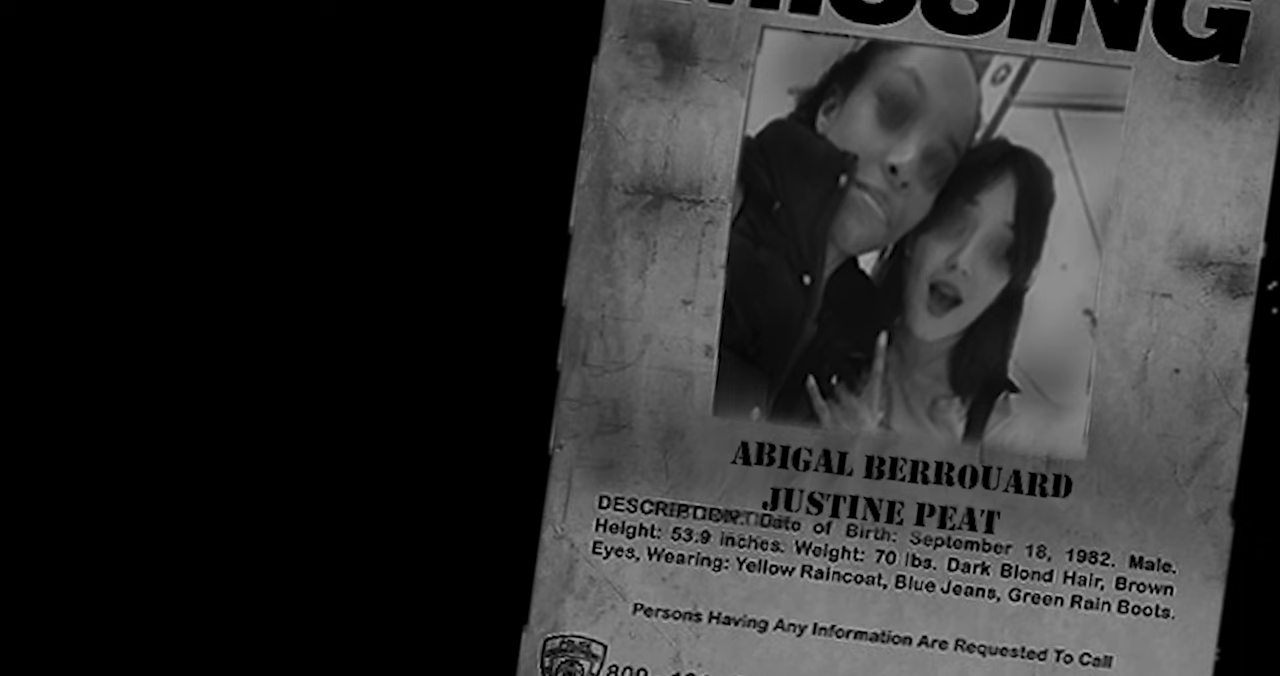 MISSING
ABIGAL BERROUARD
JUSTINE PEAT
DESCRIPTION: Date of Birth: September 18, 1982. Male.
Height: 53.9 inches. Weight: 70 lbs. Dark Blond Hair, Brown
Eyes, Wearing: Yellow Raincoat, Blue Jeans, Green Rain Boots.
Persons Having Any Information Are Requested To Call
800